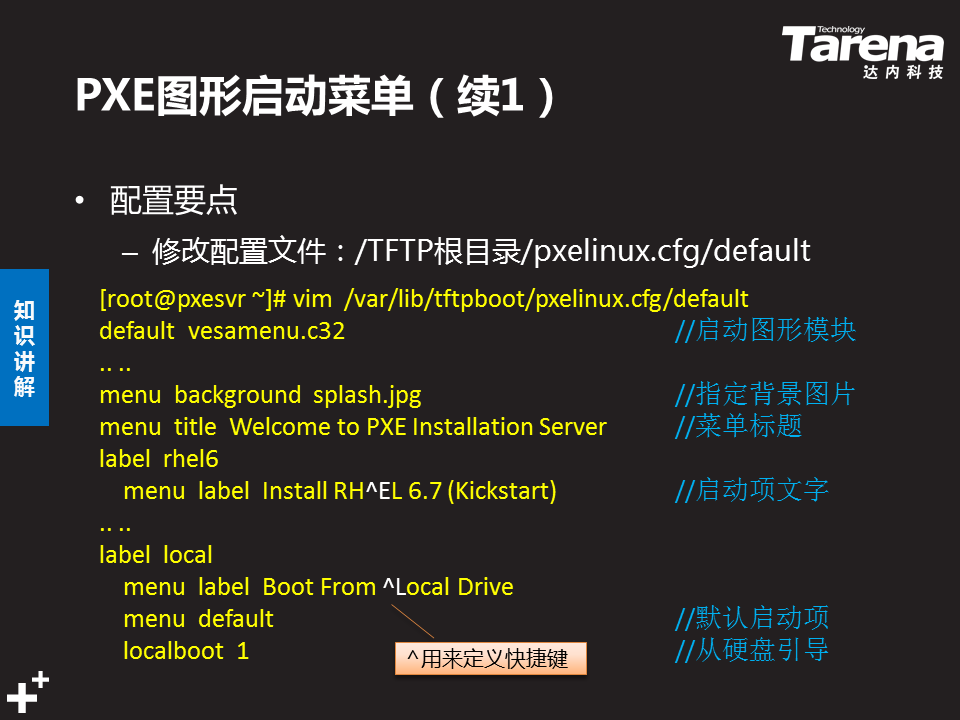 Technology
Tarena
达内科技
PXE图形启动菜单（续1）
• 配置要点
– 修改配置文件：/TFTP根目录/pxelinux.cfg/default
知识讲解
[root@pxesvr ~]# vim /var/lib/tftpboot/pxelinux.cfg/default
default vesamenu.c32 //启动图形模块
.. ..
menu background splash.jpg //指定背景图片
menu title Welcome to PXE Installation Server //菜单标题
label rhel6
menu label Install RH^EL 6.7 (Kickstart) //启动项文字
.. ..
label local
menu label Boot From ^Local Drive
menu default //默认启动项
localboot 1 //从硬盘引导
^用来定义快捷键